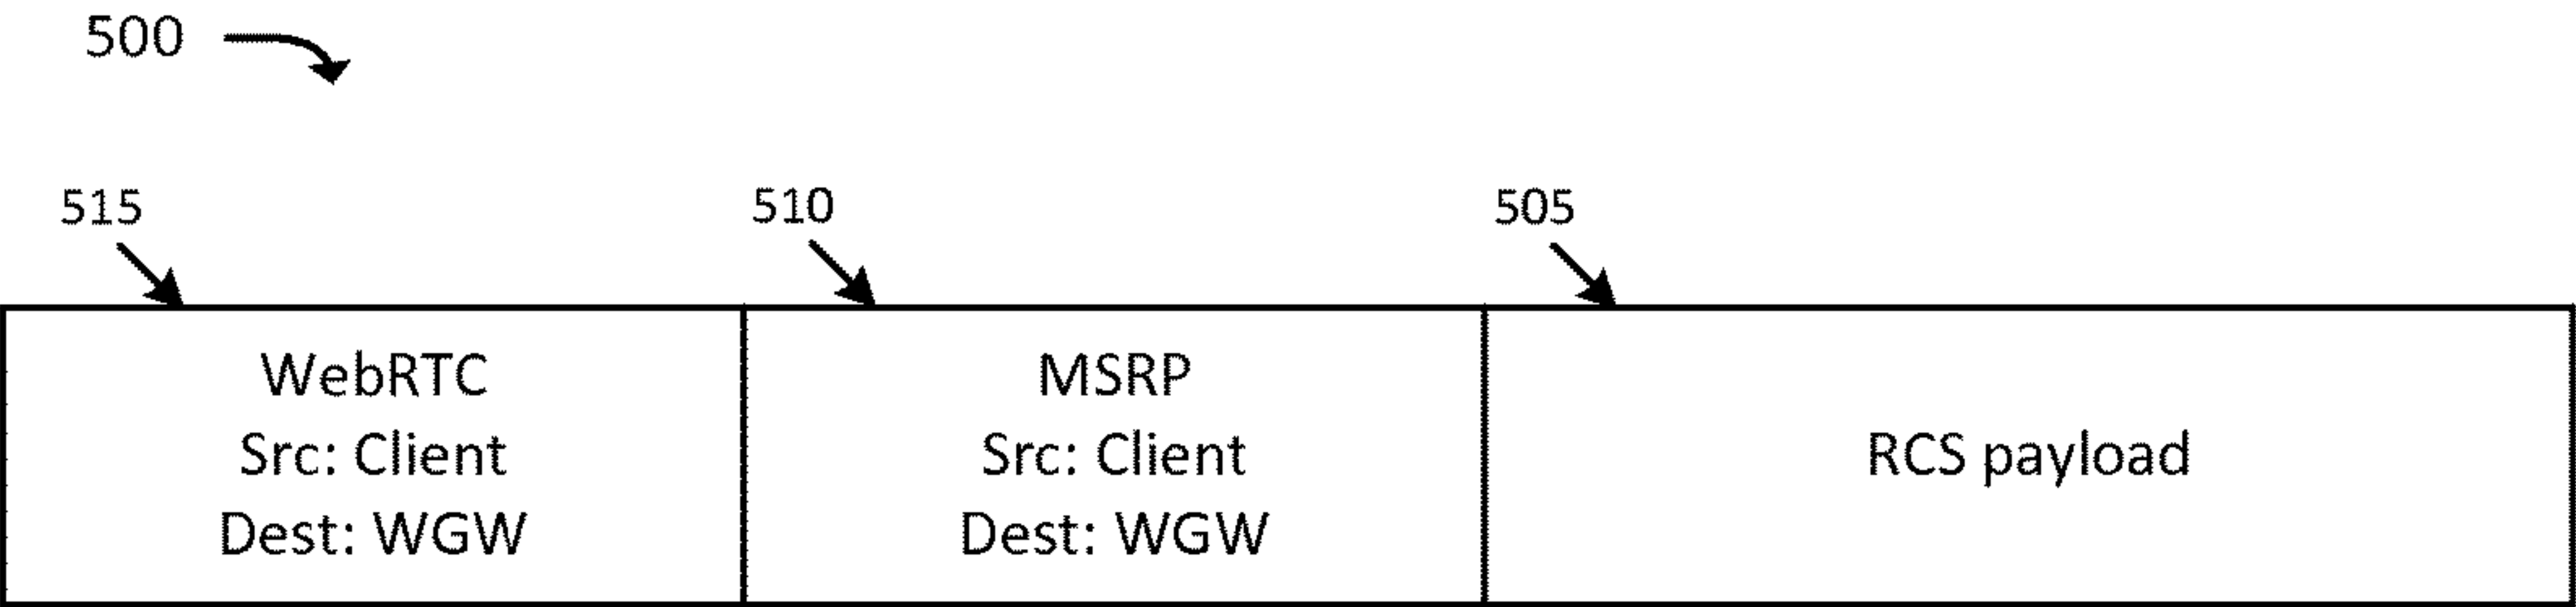 500
515
510
505
WebRTC
Src: Client
Dest: WGW
MSRP
Src: Client
Dest: WGW
RCS payload